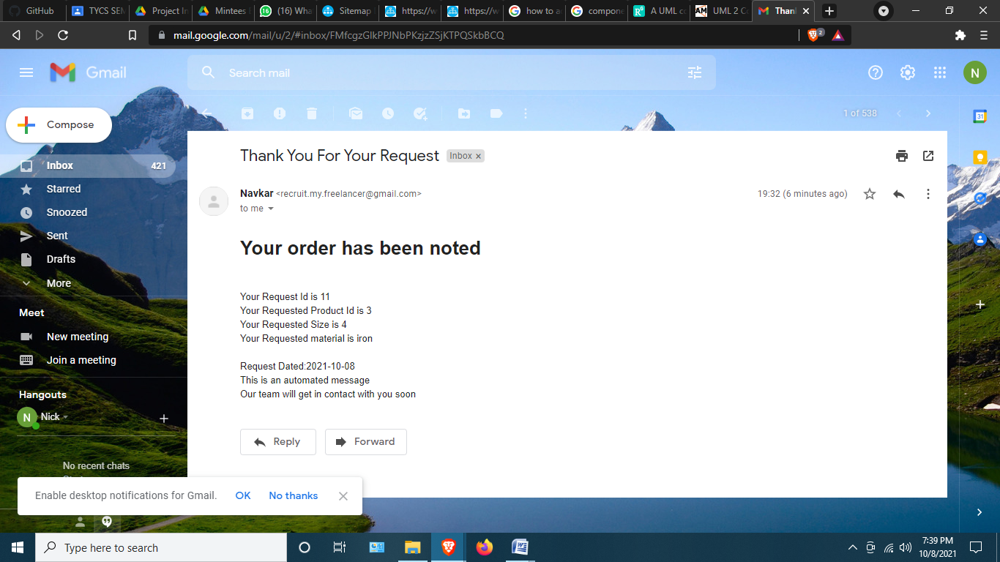 GitHub
TYCS SEM
Project In
Mintees
(16) Wha
Sitemap
https://w
https://w
how to a
compone
A UML co
UML 2 Co
Than
mail.google.com/mail/u/2/#inbox/FMfcgzGlkPPJNbPKzjzZSjKTPQSkbBCQ
2
Gmail
Search mail
N
Compose
1 of 538
31
Thank You For Your Request
Inbox ×
Inbox 421
Starred
Snoozed
Sent
Drafts
More
Navkar <recruit.my.freelancer@gmail.com>
19:32 (6 minutes ago)
to me
Your order has been noted
Your Request Id is 11
Your Requested Product Id is 3
Your Requested Size is 4
Your Requested material is iron
Request Dated:2021-10-08
This is an automated message
Our team will get in contact with you soon
Meet
New meeting
Join a meeting
Hangouts
N
Nick
No recent chats
Reply
Forward
Enable desktop notifications for Gmail.
OK
No thanks
Type here to search
7:39 PM
10/8/2021